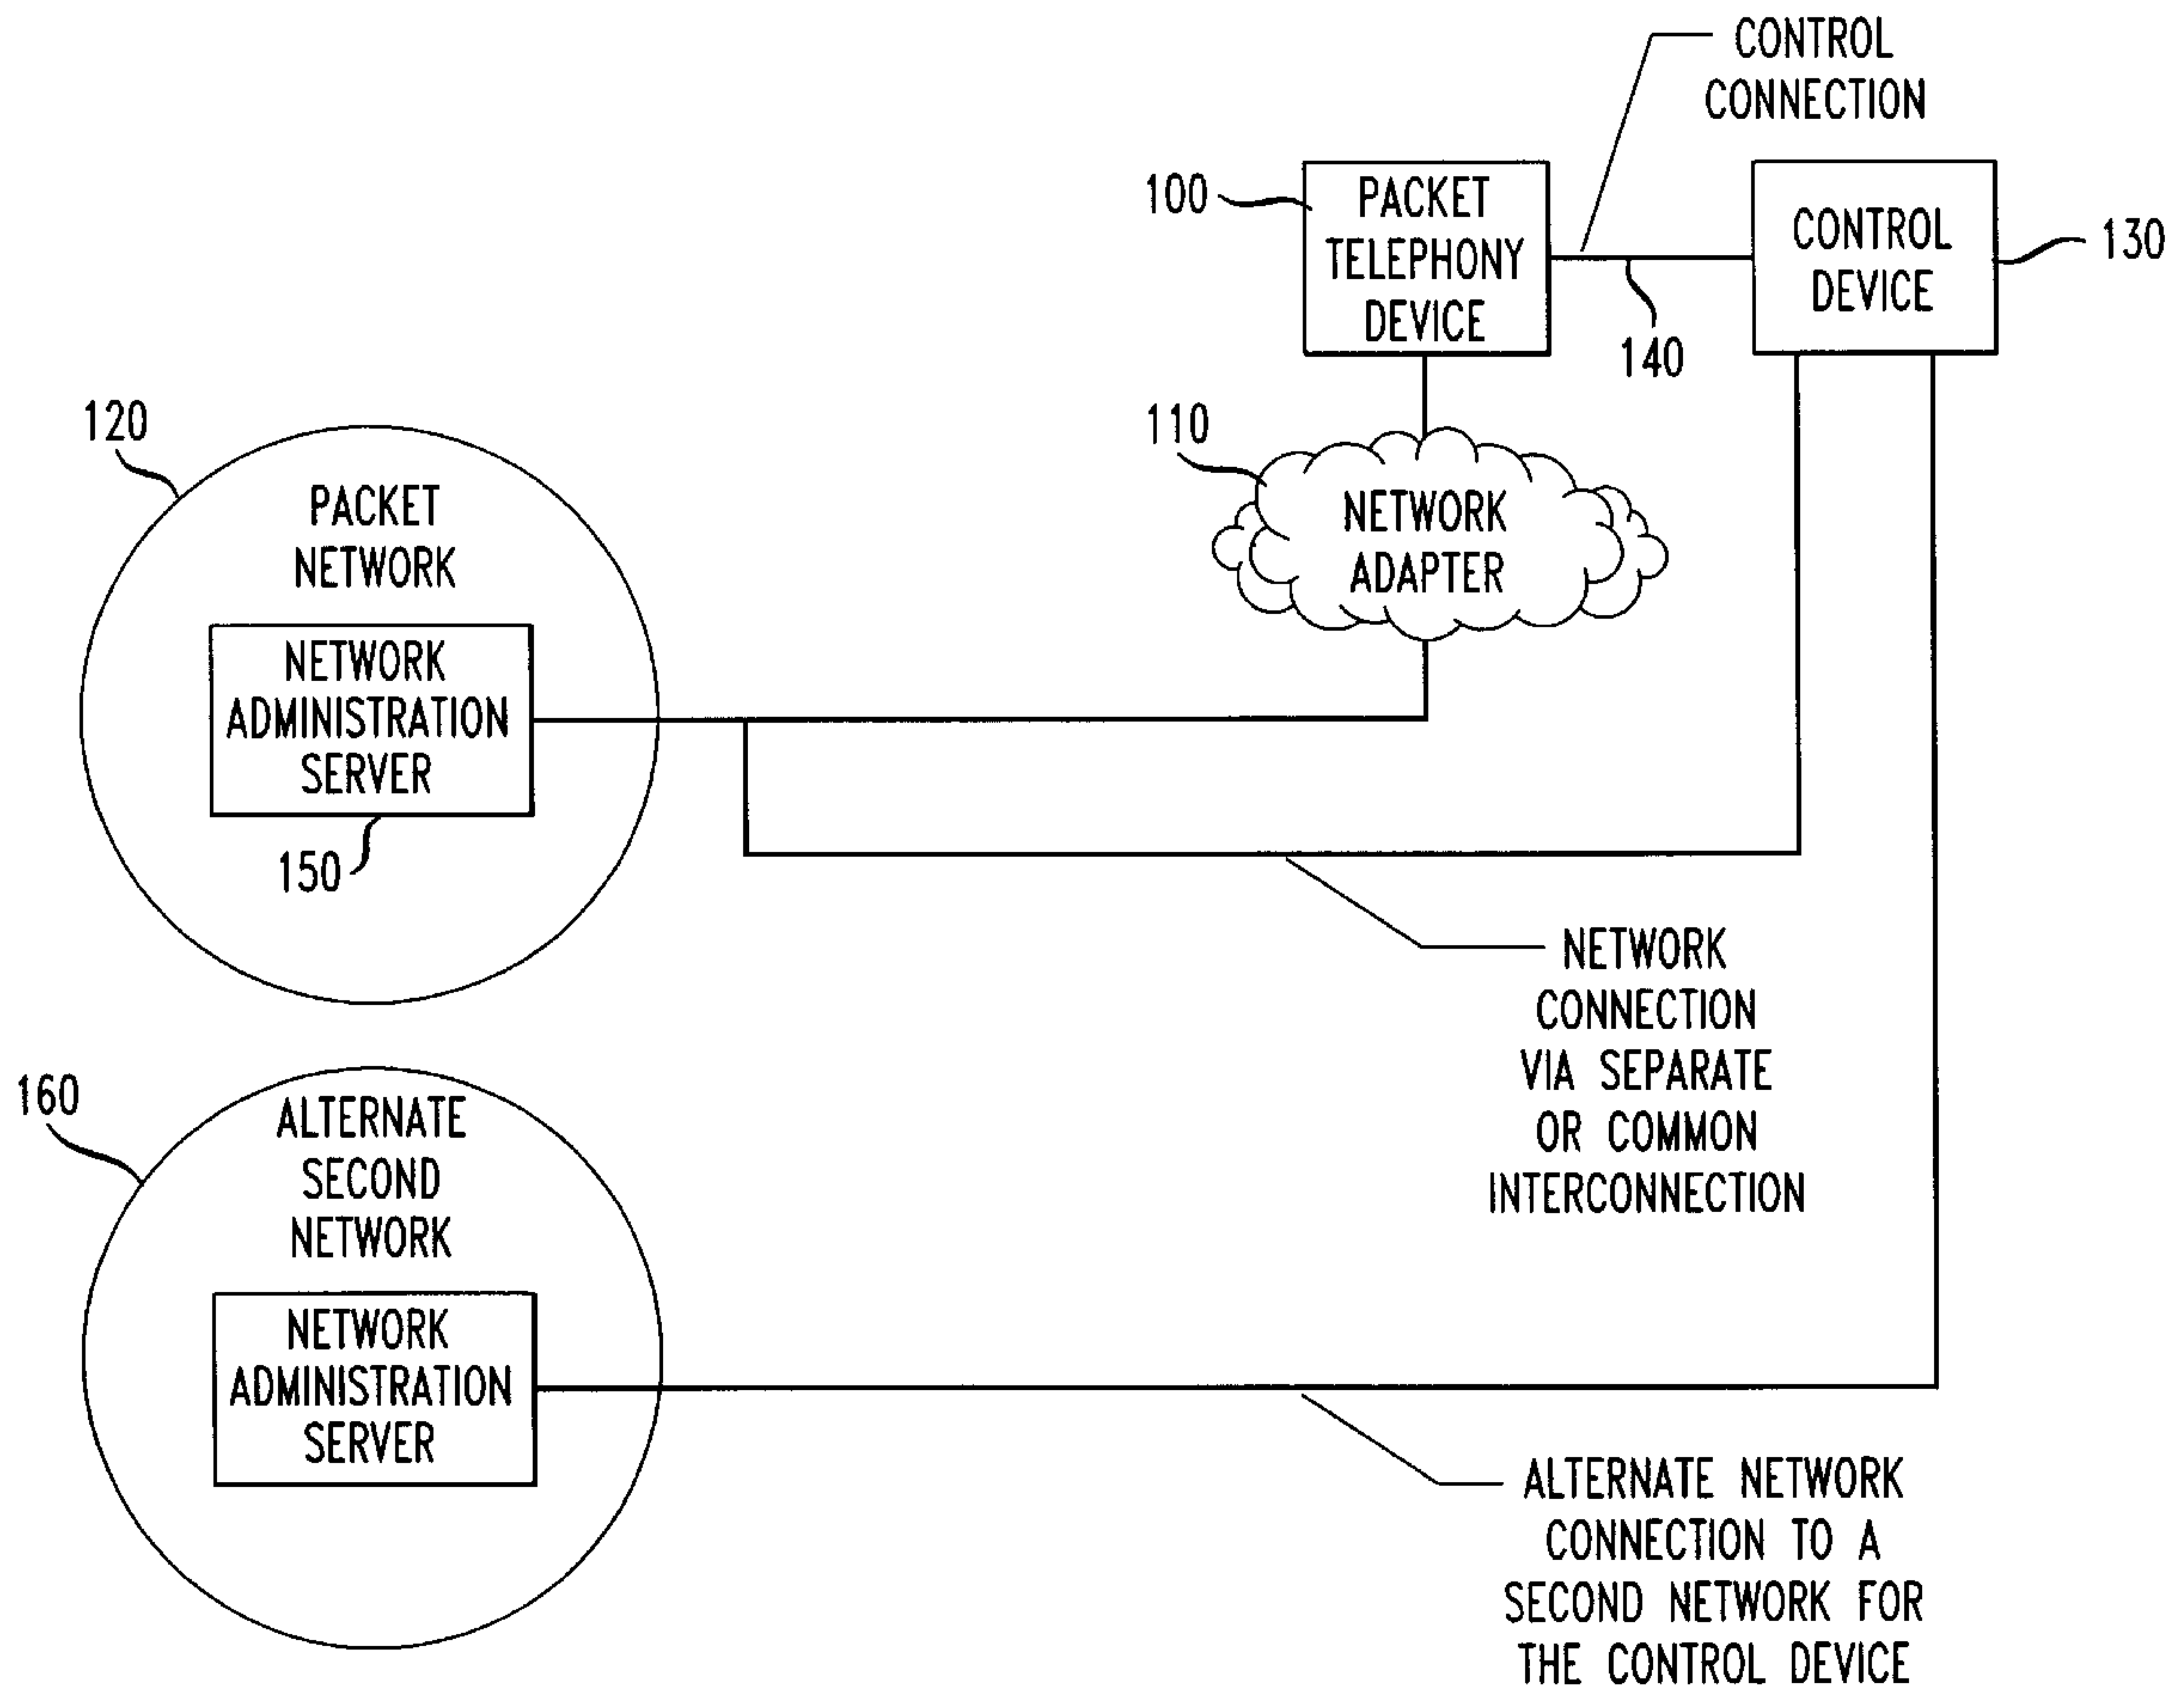 CONTROL
CONNECTION
100
PACKET
TELEPHONY
DEVICE
CONTROL
DEVICE
130
140
120
110
NETWORK
ADAPTER
PACKET
NETWORK
NETWORK
ADMINISTRATION
SERVER
150
NETWORK
CONNECTION
VIA SEPARATE
OR COMMON
INTERCONNECTION
160
ALTERNATE
SECOND
NETWORK
NETWORK
ADMINISTRATION
SERVER
ALTERNATE NETWORK
CONNECTION TO A
SECOND NETWORK FOR
THE CONTROL DEVICE